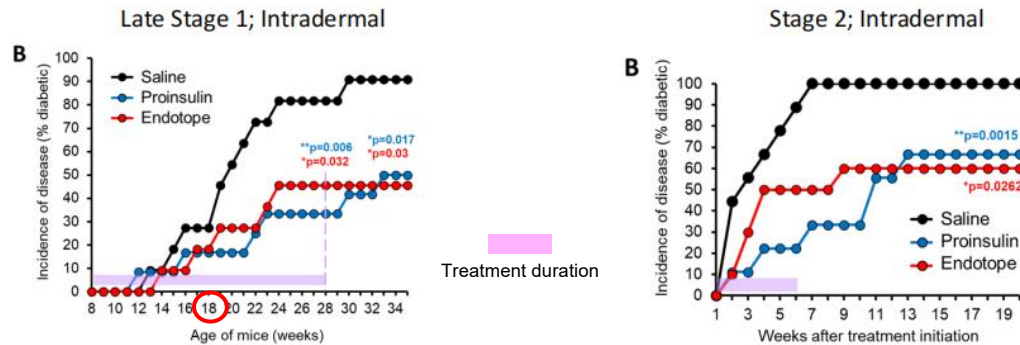 Late Stage 1; Intradermal
B
Incidence of disease (% diabetic)
100
90
80
70
60
50
40
30
20
10
0
Saline
Proinsulin
Endotope
**p=0.006
*p=0.032
*p=0.017
*p=0.03
8 10 12 14 16 18 20 22 24 26 28 30 32 34
Age of mice (weeks)
Treatment duration
Stage 2; Intradermal
B
Incidence of disease (% diabetic)
100
90
80
70
60
50
40
30
20
10
0
**p=0.0015
*p=0.0262
Saline
Proinsulin
Endotope
1 3 5 7 9 11 13 15 17 19
Weeks after treatment initiation